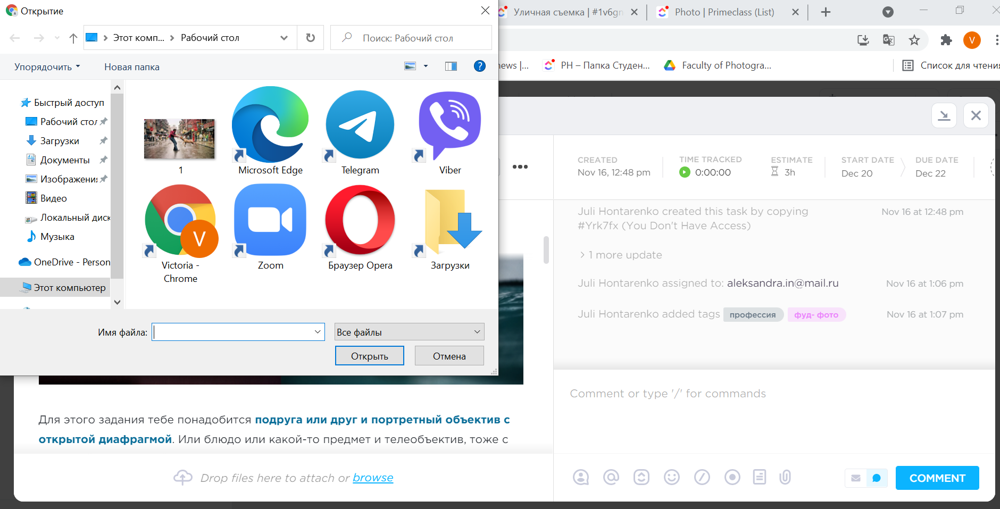 Открытие
Уличная съемка | #1v6gn
Photo | Primeclass (List)
Этот комп...
Рабочий стол
Поиск: Рабочий стол
V
Упорядочить
Новая папка
?
news |...
PH – Папка Студен...
Faculty of Photogra...
Список для чтения
Быстрый доступ
Рабочий стол
Загрузки
Документы
Изображения
Видео
Локальный диск
Музыка
OneDrive - Person
Этот компьютер
1
Microsoft Edge
Telegram
Viber
V
Victoria -
Chrome
Zoom
Браузер Opera
Загрузки
Имя файла:
Все файлы
Открыть
Отмена
CREATED
Nov 16, 12:48 pm
TIME TRACKED
0:00:00
ESTIMATE
3h
START DATE
Dec 20
DUE DATE
Dec 22
Juli Hontarenko created this task by copying
#Yrk7fx (You Don't Have Access)
Nov 16 at 12:48 pm
1 more update
Juli Hontarenko assigned to: aleksandra.in@mail.ru
Nov 16 at 1:06 pm
Juli Hontarenko added tags профессия фуд- фото
Nov 16 at 1:07 pm
Для этого задания тебе понадобится подруга или друг и портретный объектив с
открытой диафрагмой. Или блюдо или какой-то предмет и телеобъектив, тоже с
Drop files here to attach or browse
Comment or type '/' for commands
COMMENT